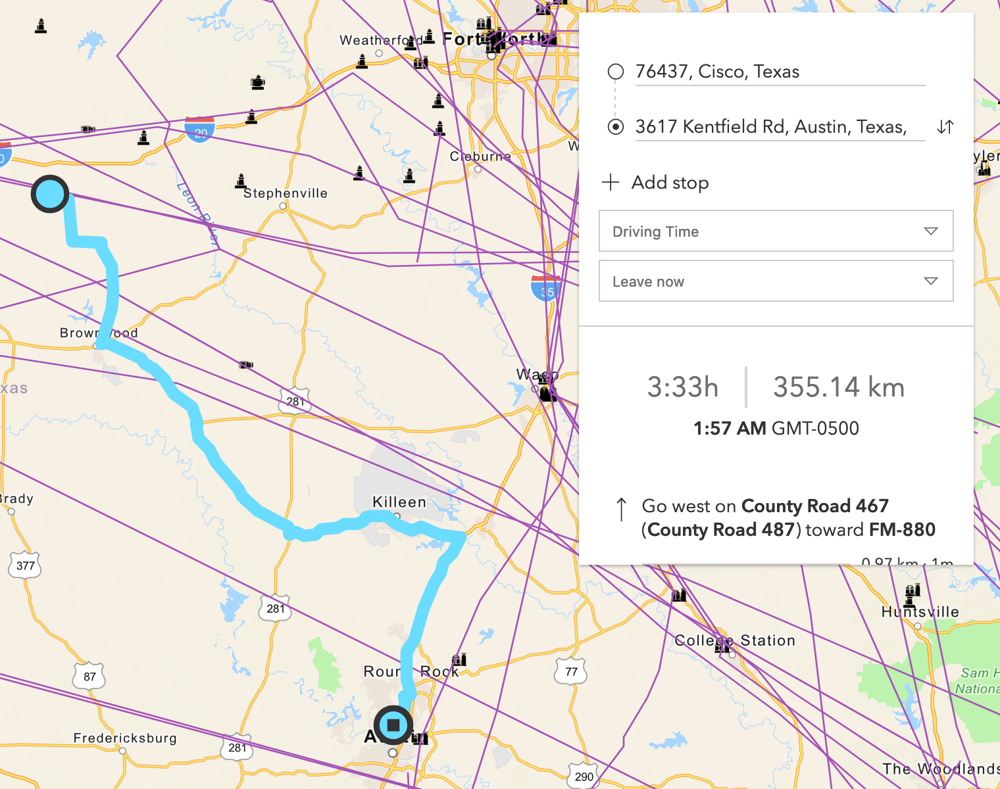 Weatherford
Fort Worth
20
Cleburne
Stephenville
Leon River
35
Brownwood
Waco
xas
281
Killeen
Brady
377
281
Round Rock
87
77
College Station
Huntsville
Sam H
Nationa
Austin
Fredericksburg
281
290
The Woodlands
yler
W
0
76437, Cisco, Texas
3617 Kentfield Rd, Austin, Texas,
Add stop
Driving Time
Leave now
3:33h
355.14 km
1:57 AM GMT-0500
Go west on County Road 467
(County Road 487) toward FM-880
0.97 km · 1m